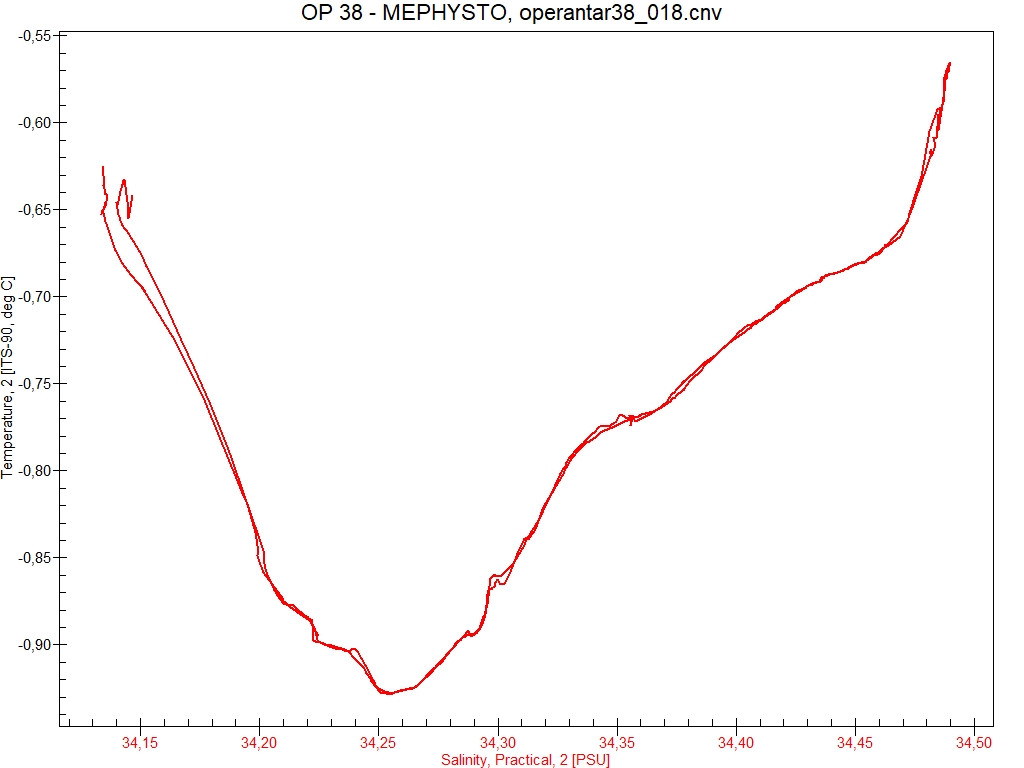 OP 38 - MEPHYSTO, operantar38_018.cnv
-0,55
-0,60
-0,65
-0,70
-0,75
-0,80
-0,85
-0,90
Temperature, 2 [ITS-90, deg C]
34,15 34,20 34,25 34,30 34,35 34,40 34,45 34,50
Salinity, Practical, 2 [PSU]